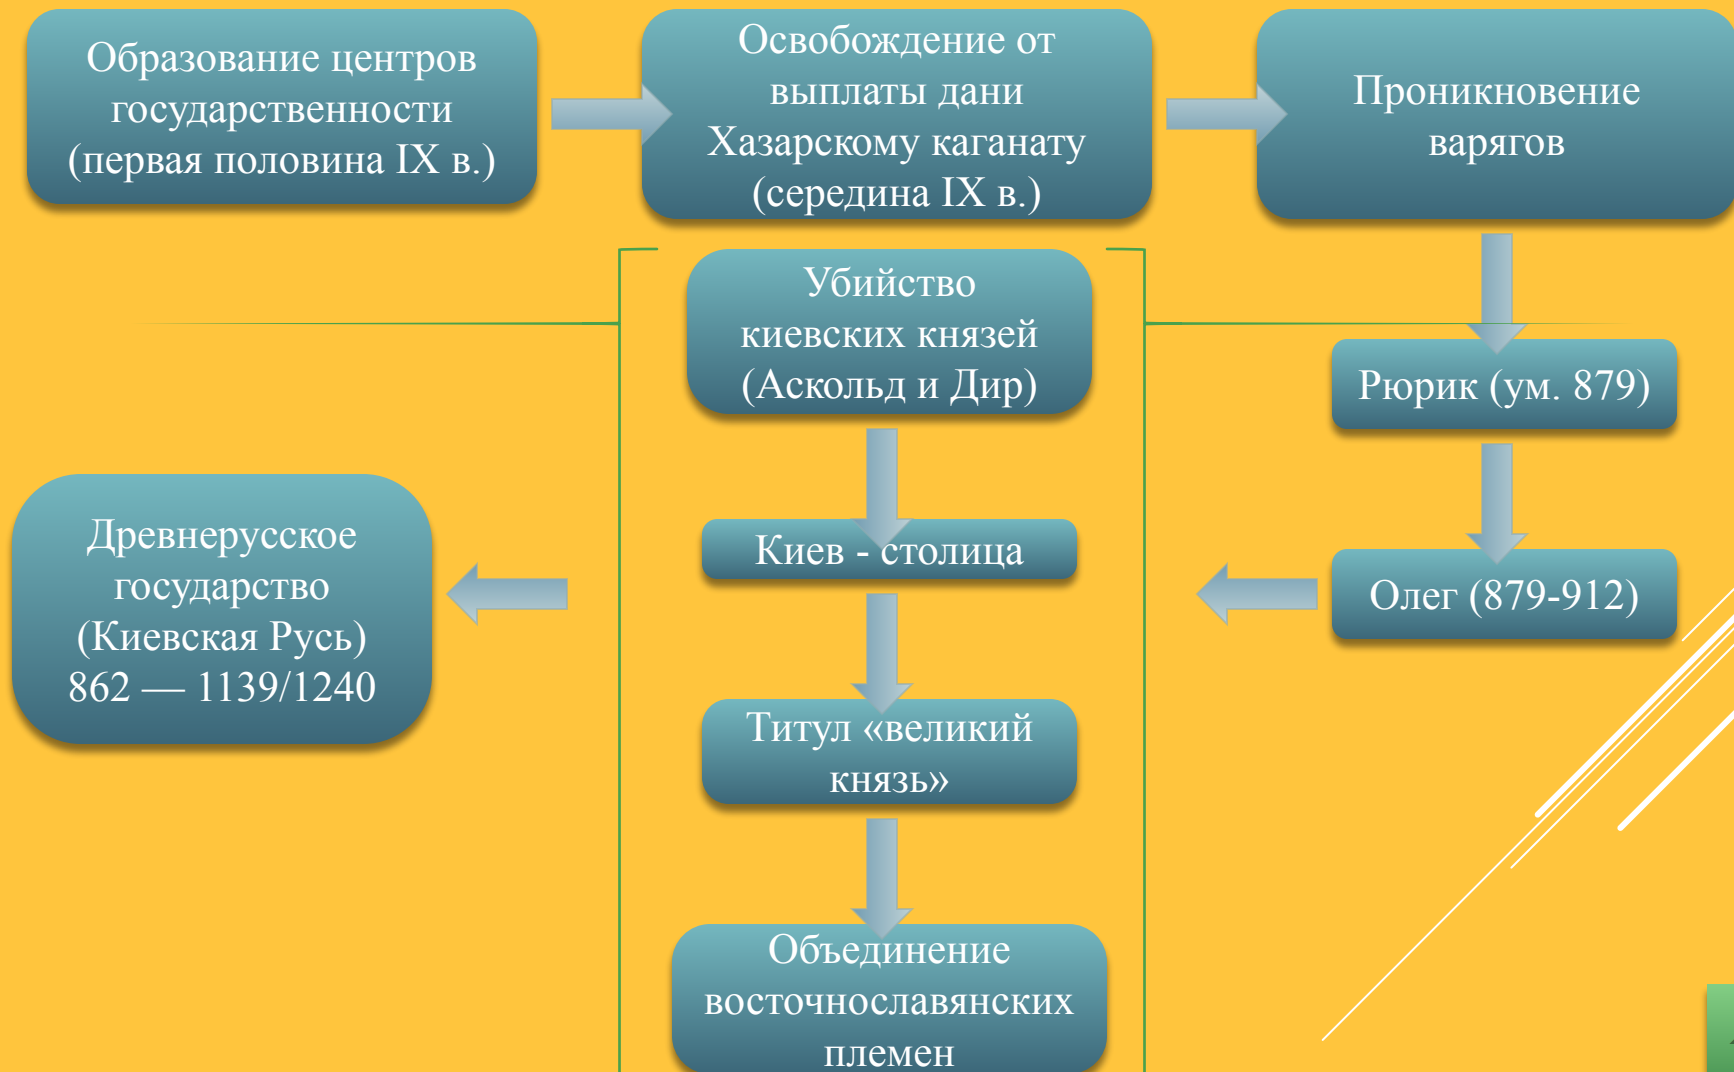 Образование центров
государственности
(первая половина IX в.)
Освобождение от
выплаты дани
Хазарскому каганату
(середина IX в.)
Проникновение
варягов
Рюрик (ум. 879)
Олег (879-912)
Убийство
киевских князей
(Аскольд и Дир)
Киев - столица
Титул «великий
князь»
Объединение
восточнославянских
племен
Древнерусское
государство
(Киевская Русь)
862 — 1139/1240